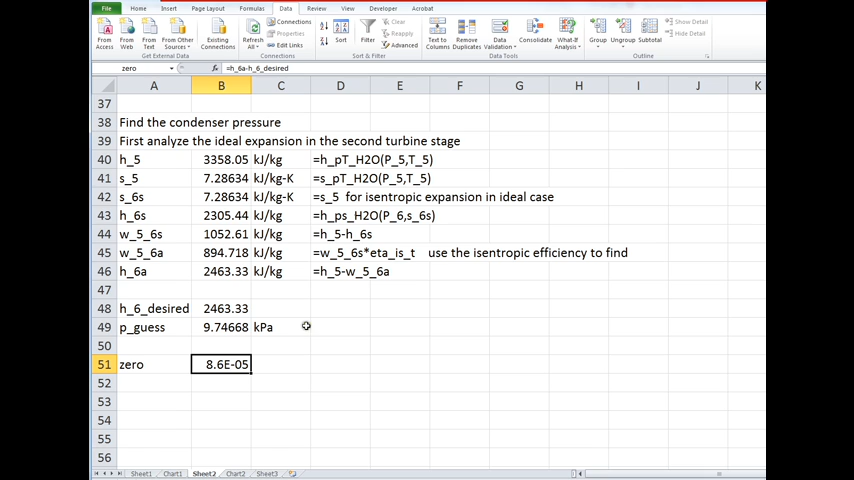 File Home Insert Page Layout Formulas Data Review View Developer Acrobat
From Access From Web From Text From Other Sources Existing Connections Refresh All Connections Properties Edit Links Sort Filter Clear Reapply Advanced Text to Columns Remove Duplicates Data Validation Consolidate What-If Analysis Group Ungroup Subtotal Show Detail Hide Detail
Get External Data Connections Sort & Filter Data Tools Outline
zero fx =h_6a-h_6_desired
A B C D E F G H I J K
37
38 Find the condenser pressure
39 First analyze the ideal expansion in the second turbine stage
40 h_5 3358.05 kJ/kg =h_pT_H2O(P_5,T_5)
41 s_5 7.28634 kJ/kg-K =s_pT_H2O(P_5,T_5)
42 s_6s 7.28634 kJ/kg-K =s_5 for isentropic expansion in ideal case
43 h_6s 2305.44 kJ/kg =h_ps_H2O(P_6,s_6s)
44 w_5_6s 1052.61 kJ/kg =h_5-h_6s
45 w_5_6a 894.718 kJ/kg =w_5_6s*eta_is_t use the isentropic efficiency to find
46 h_6a 2463.33 kJ/kg =h_5-w_5_6a
47
48 h_6_desired 2463.33
49 p_guess 9.74668 kPa
50
51 zero 8.6E-05
52
53
54
55
56
Sheet1 Chart1 Sheet2 Chart2 Sheet3